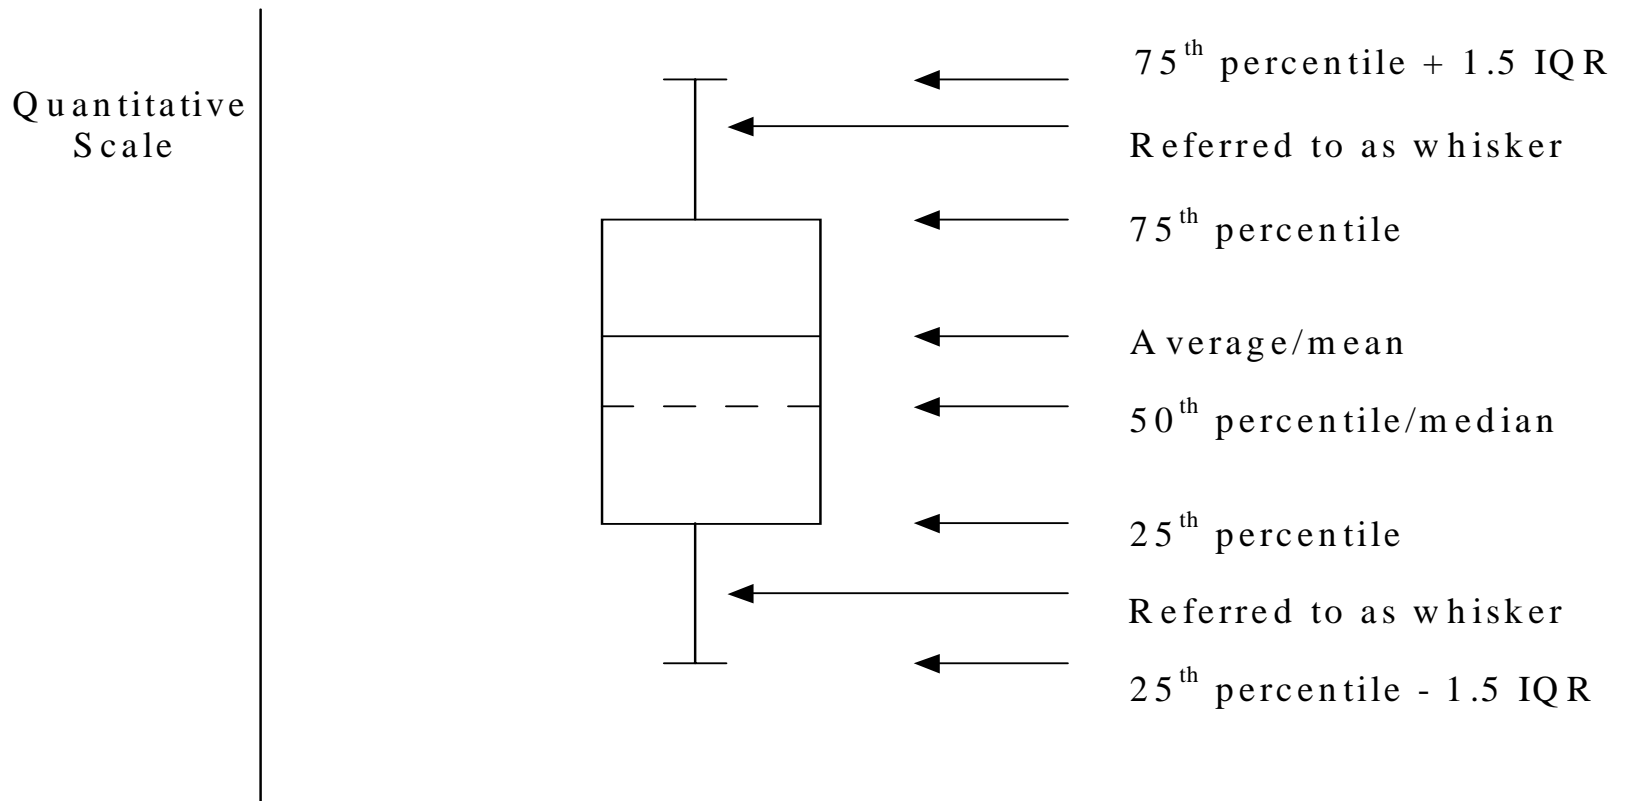 Quantitative
Scale
75th percentile + 1.5 IQR
Referred to as whisker
75th percentile
Average/mean
50th percentile/median
25th percentile
Referred to as whisker
25th percentile - 1.5 IQR